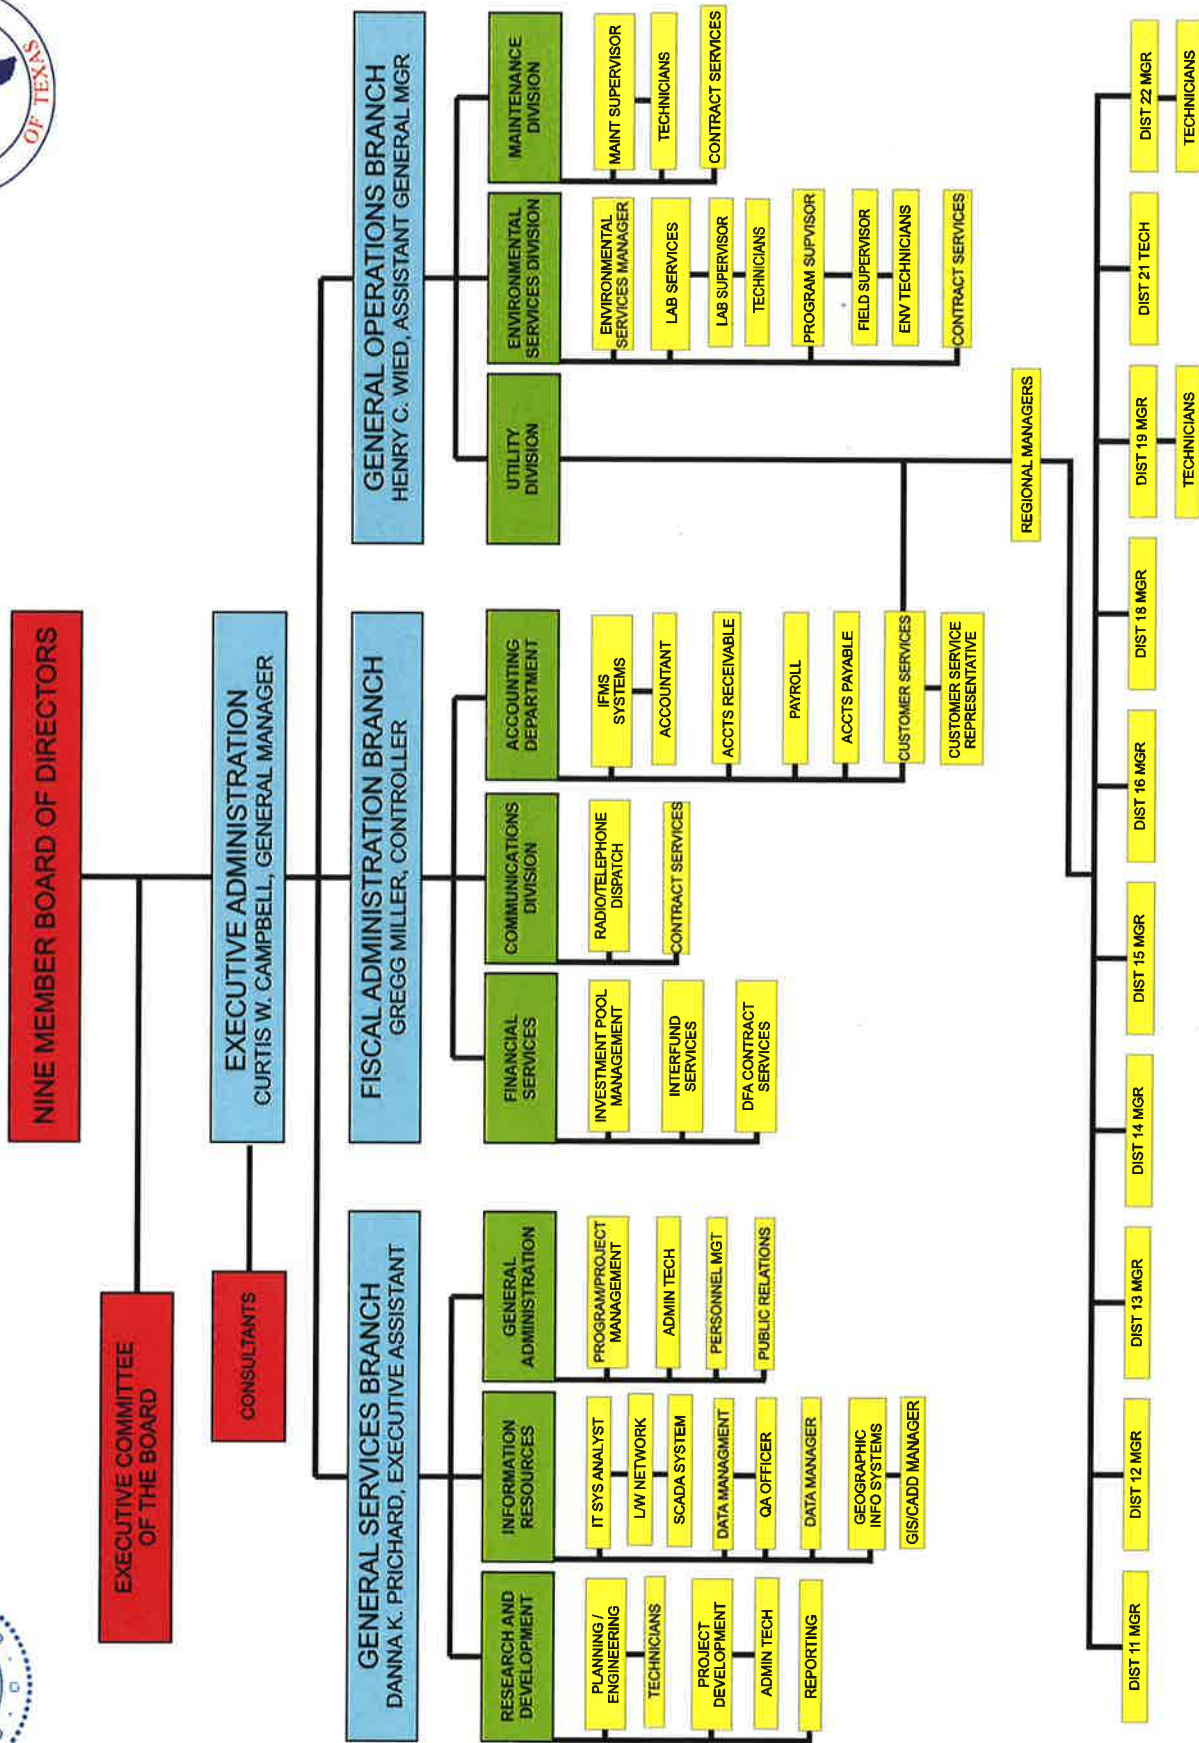 OF TEXAS
NINE MEMBER BOARD OF DIRECTORS
EXECUTIVE COMMITTEE
OF THE BOARD
EXECUTIVE ADMINISTRATION
CURTIS W. CAMPBELL, GENERAL MANAGER
CONSULTANTS
GENERAL SERVICES BRANCH
DANNA K. PRICHARD, EXECUTIVE ASSISTANT
FISCAL ADMINISTRATION BRANCH
GREGG MILLER, CONTROLLER
GENERAL OPERATIONS BRANCH
HENRY C. WIED, ASSISTANT GENERAL MGR
RESEARCH AND
DEVELOPMENT
PLANNING /
ENGINEERING
TECHNICIANS
PROJECT
DEVELOPMENT
ADMIN TECH
REPORTING
INFORMATION
RESOURCES
IT SYS ANALYST
LW NETWORK
SCADA SYSTEM
DATA MANAGMENT
QA OFFICER
DATA MANAGER
GEOGRAPHIC
INFO SYSTEMS
GIS/CADD MANAGER
GENERAL
ADMINISTRATION
PROGRAM/PROJECT
MANAGEMENT
ADMIN TECH
PERSONNEL MGT
PUBLIC RELATIONS
FINANCIAL
SERVICES
INVESTMENT POOL
MANAGEMENT
INTERFUND
SERVICES
DFA CONTRACT
SERVICES
COMMUNICATIONS
DIVISION
RADIO/TELEPHONE
DISPATCH
CONTRACT SERVICES
ACCOUNTING
DEPARTMENT
IFMS
SYSTEMS
ACCOUNTANT
ACCTS RECEIVABLE
PAYROLL
ACCTS PAYABLE
CUSTOMER SERVICES
CUSTOMER SERVICE
REPRESENTATIVE
UTILITY
DIVISION
ENVIRONMENTAL
SERVICES DIVISION
ENVIRONMENTAL
SERVICES MANAGER
LAB SERVICES
LAB SUPERVISOR
TECHNICIANS
PROGRAM SUPVISOR
FIELD SUPERVISOR
ENV TECHNICIANS
CONTRACT SERVICES
MAINTENANCE
DIVISION
MAINT SUPERVISOR
TECHNICIANS
CONTRACT SERVICES
REGIONAL MANAGERS
DIST 11 MGR
DIST 12 MGR
DIST 13 MGR
DIST 14 MGR
DIST 15 MGR
DIST 16 MGR
DIST 18 MGR
DIST 19 MGR
DIST 21 TECH
DIST 22 MGR
TECHNICIANS
TECHNICIANS